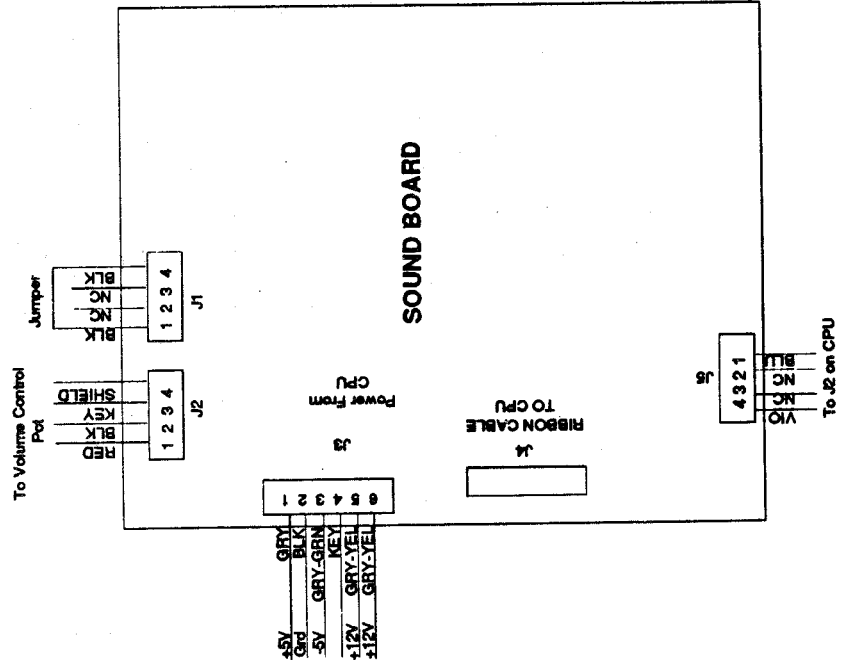 SOUND BOARD
Jumper
BLK
NC
NC
BLK
1 2 3 4
J1
To Volume Control
Pot
RED
BLK
KEY
SHIELD
1 2 3 4
J2
Power From
CPU
J3
1 2 3 4 5 6
GRY
BLK
GRY-GRN
KEY
GRY-YEL
GRY-YEL
+5V
Grd
-5V
+12V
+12V
RIBBON CABLE
TO CPU
J4
J5
4 3 2 1
VIO
NC
NC
BLU
To J2 on CPU